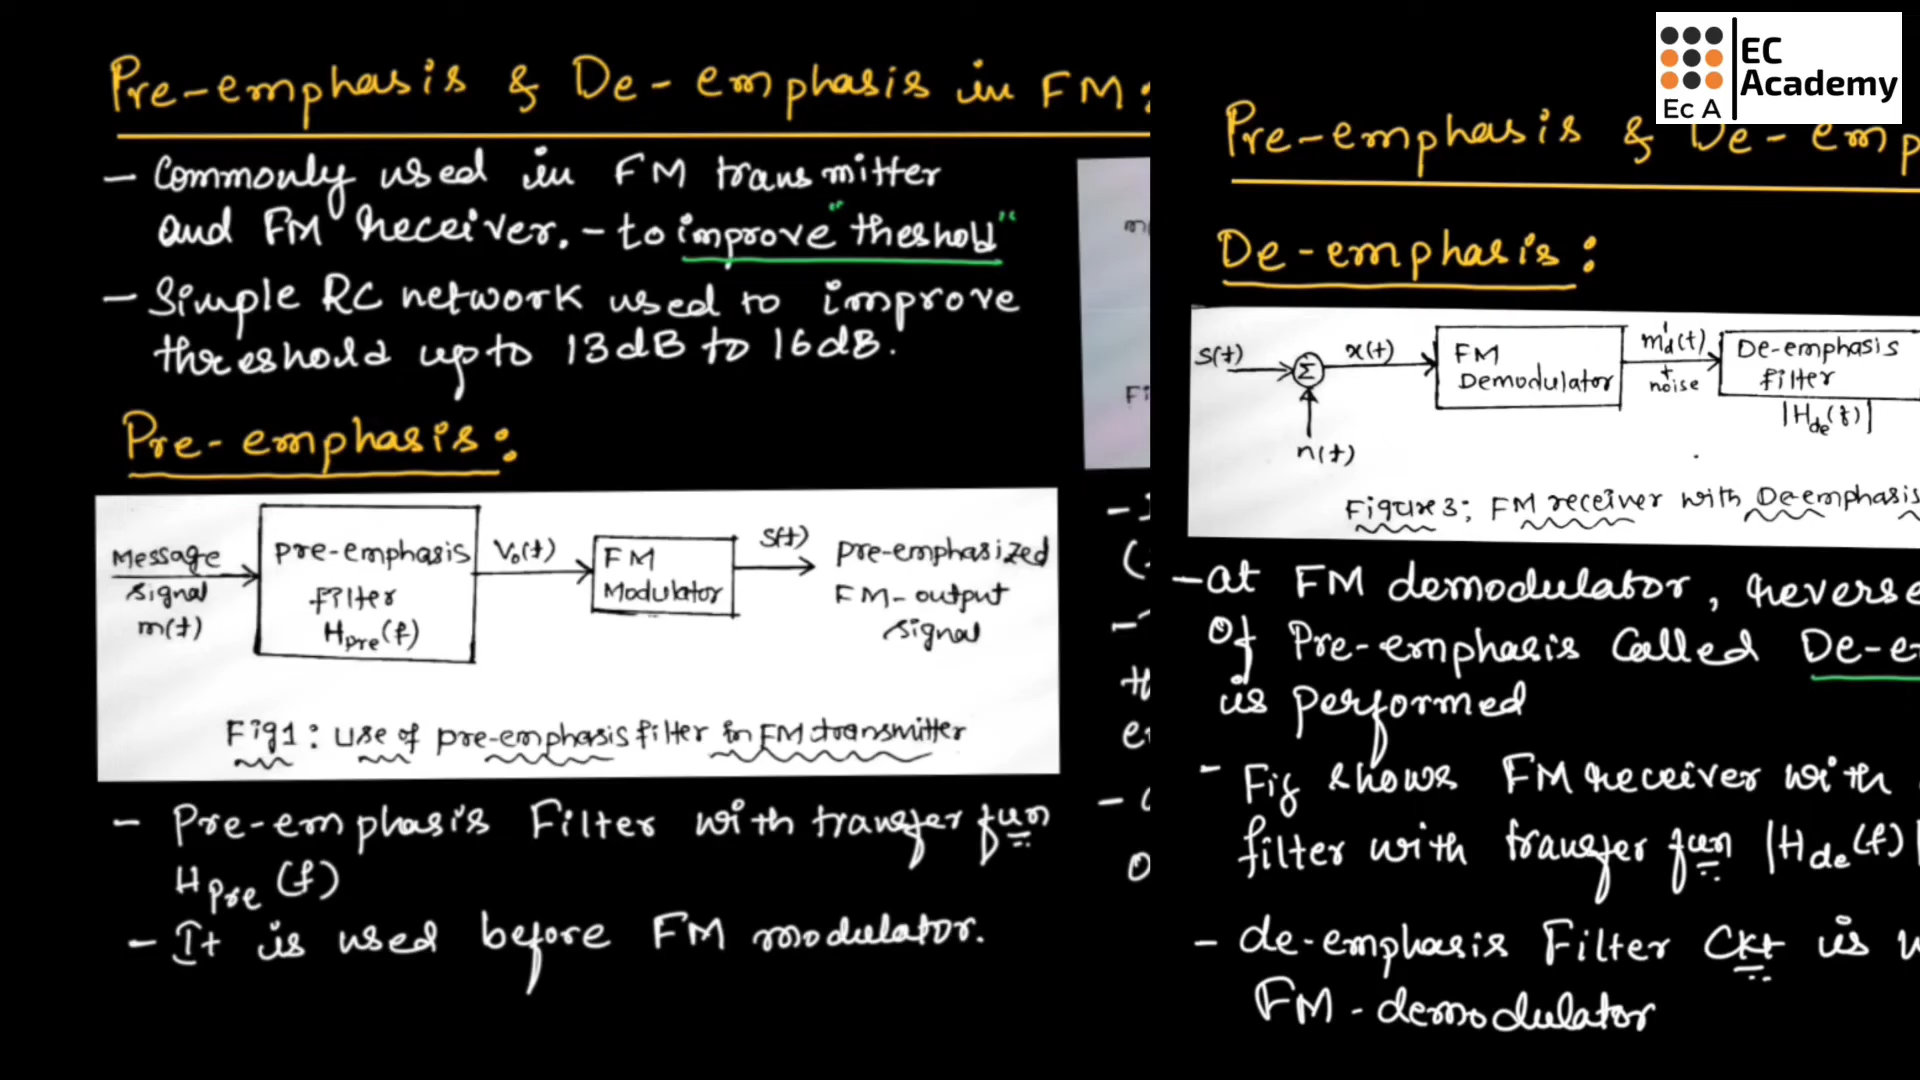 Pre-emphasis & De-emphasis in FM:
- Commonly used in FM transmitter
and FM Receiver. - to improve "theshold"
- Simple RC network used to improve
threshold upto 13dB to 16dB.
Pre-emphasis:
Message
signal
m(t)
pre-emphasis
filter
Hpre(f)
V₀(t)
FM
Modulator
S(t)
pre-emphasized
FM-output
signal
Fig1: use of pre-emphasis filter in FM transmitter
- Pre-emphasis Filter with transfer fun
Hpre(f)
- It is used before FM modulator.
EC
Academy
Ec A
Pre-emphasis & De-emp
De-emphasis:
S(t)
Σ
x(t)
n(t)
FM
Demodulator
m'd(t)
+
noise
De-emphasis
filter
|Hde(f)|
Figure 3: FM receiver with Deemphasis
- at FM demodulator, reverse
of Pre-emphasis Called De-e
is performed
- Fig shows FM receiver with
filter with transfer fun |Hde(f)|
- de-emphasis Filter Ckt is
FM-demodulator